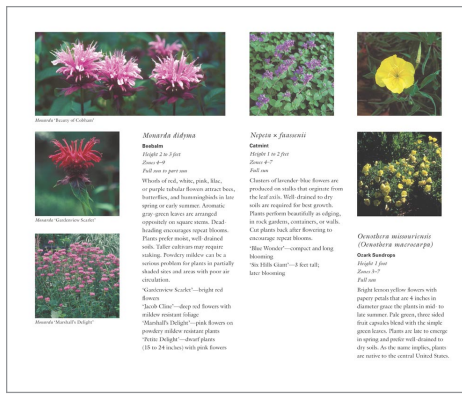 Monarda 'Beauty of Cobham'
Monarda 'Gardenview Scarlet'
Monarda 'Marshall's Delight'
Monarda didyma
Beebalm
Height 2 to 3 feet
Zones 4–9
Full sun to part sun
Whorls of red, white, pink, lilac,
or purple tubular flowers attract bees,
butterflies, and hummingbirds in late
spring or early summer. Aromatic
gray-green leaves are arranged
oppositely on square stems. Dead-
heading encourages repeat blooms.
Plants prefer moist, well-drained
soils. Taller cultivars may require
staking. Powdery mildew can be a
serious problem for plants in partially
shaded sites and areas with poor air
circulation.
'Gardenview Scarlet'—bright red
flowers
'Jacob Cline'—deep red flowers with
mildew resistant foliage
'Marshall's Delight'—pink flowers on
powdery mildew resistant plants
'Petite Delight'—dwarf plants
(15 to 24 inches) with pink flowers
Nepeta × faassenii
Catmint
Height 1 to 2 feet
Zones 4–7
Full sun
Clusters of lavender-blue flowers are
produced on stalks that originate from
the leaf axils. Well-drained to dry
soils are required for best growth.
Plants perform beautifully as edging,
in rock gardens, containers, or walls.
Cut plants back after flowering to
encourage repeat blooms.
'Blue Wonder'—compact and long
blooming
'Six Hills Giant'—3 feet tall;
later blooming
Oenothera missouriensis
(Oenothera macrocarpa)
Ozark Sundrops
Height 1 foot
Zones 5–7
Full sun
Bright lemon yellow flowers with
papery petals that are 4 inches in
diameter grace the plants in mid- to
late summer. Pale green, three sided
fruit capsules blend with the simple
green leaves. Plants are late to emerge
in spring and prefer well-drained to
dry soils. As the name implies, plants
are native to the central United States.